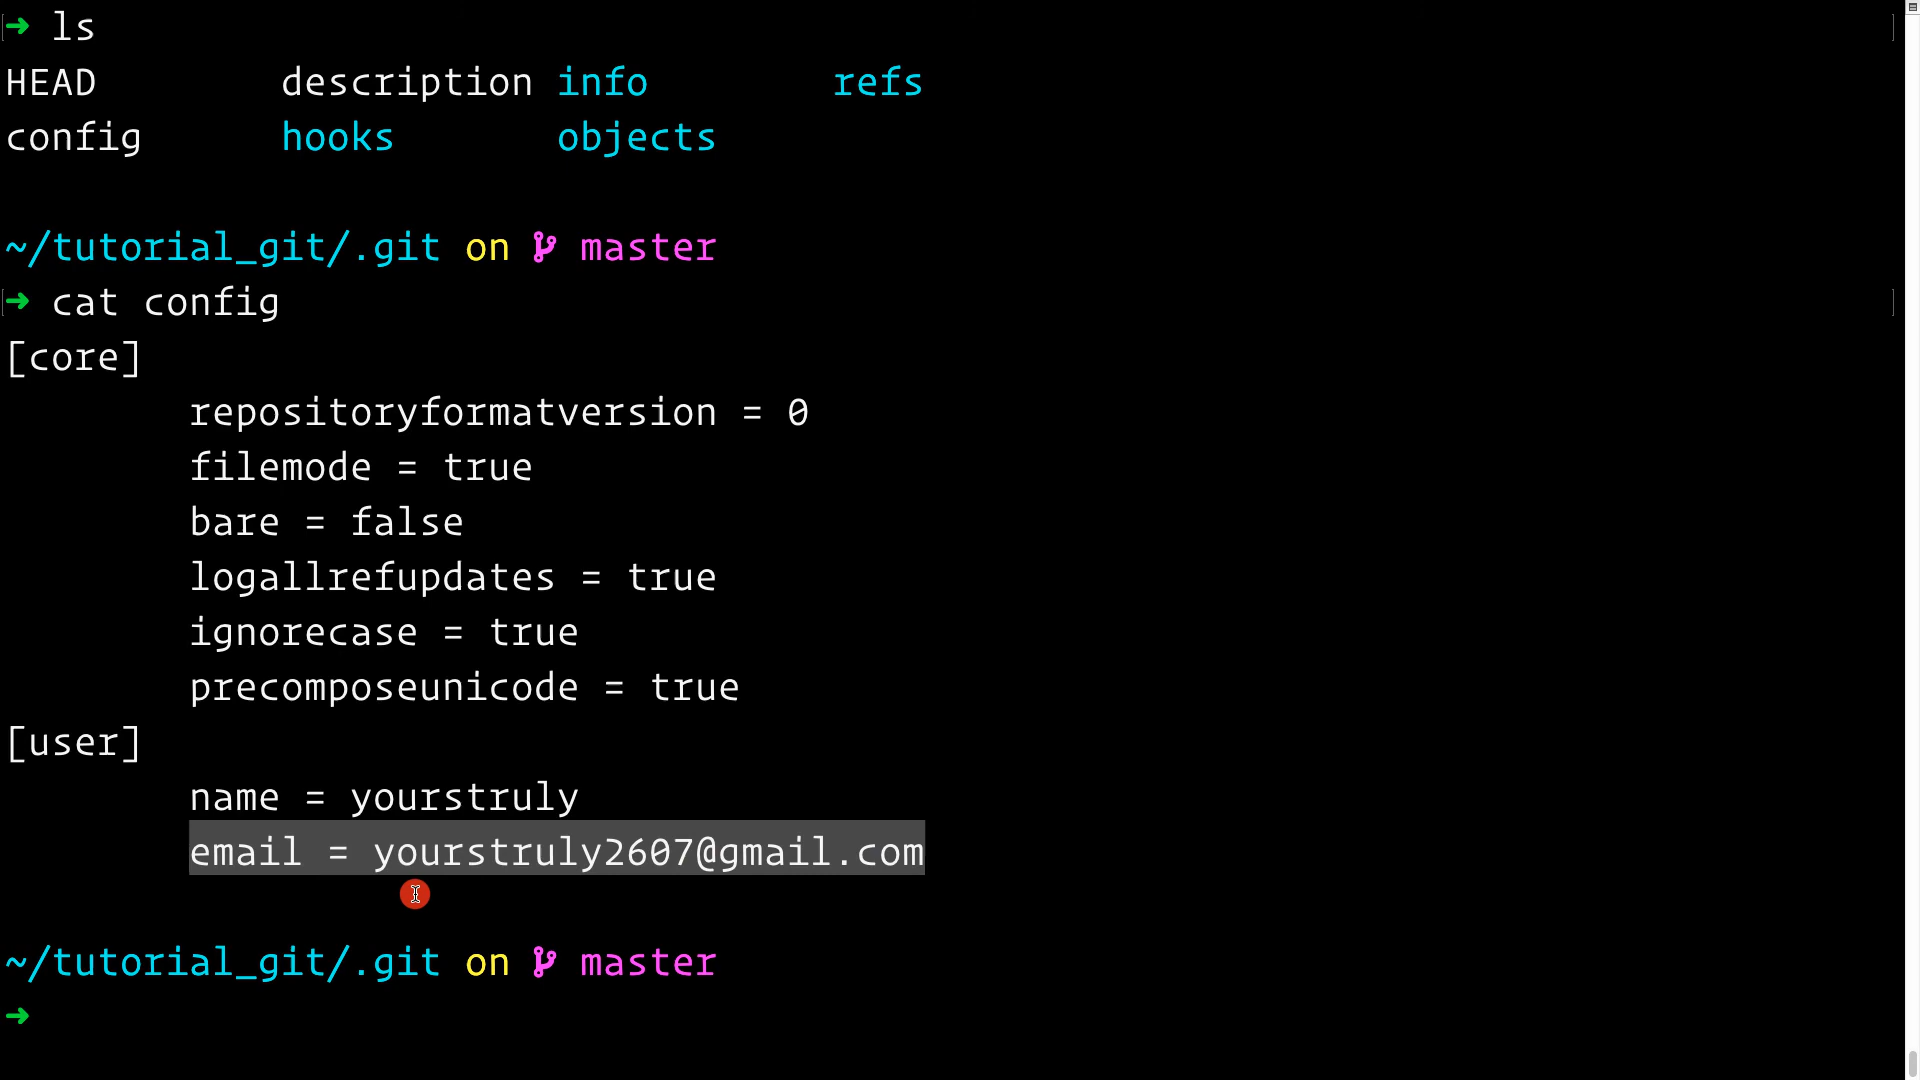 ➜ ls
HEAD description info refs
config hooks objects
~/tutorial_git/.git on master
➜ cat config
[core]
repositoryformatversion = 0
filemode = true
bare = false
logallrefupdates = true
ignorecase = true
precomposeunicode = true
[user]
name = yourstruly
email = yourstruly2607@gmail.com
~/tutorial_git/.git on master
➜